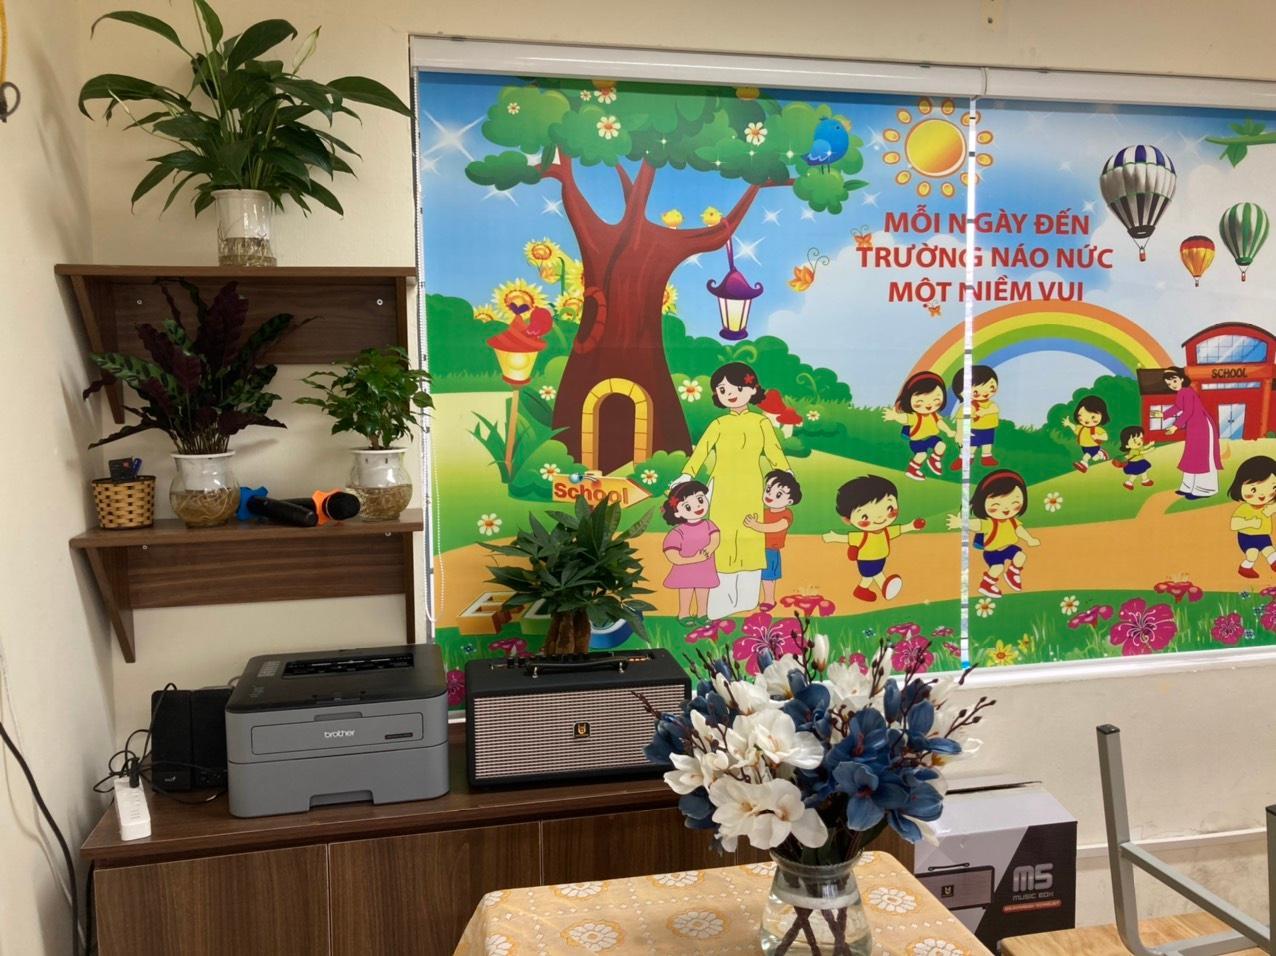 MỖI NGÀY ĐẾN
TRƯỜNG NÁO NỨC
MỘT NIỀM VUI
SCHOOL
School
brother
M5
MUSIC BOX